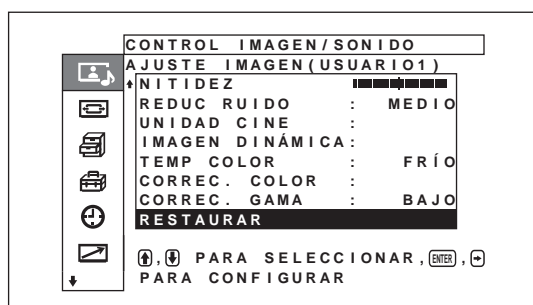 CONTROL IMAGEN/SONIDO
AJUSTE IMAGEN(USUARIO1)
NITIDEZ
REDUC RUIDO : MEDIO
UNIDAD CINE :
IMAGEN DINÁMICA:
TEMP COLOR : FRÍO
CORREC. COLOR :
CORREC. GAMA : BAJO
RESTAURAR
, PARA SELECCIONAR, ENTER ,
PARA CONFIGURAR